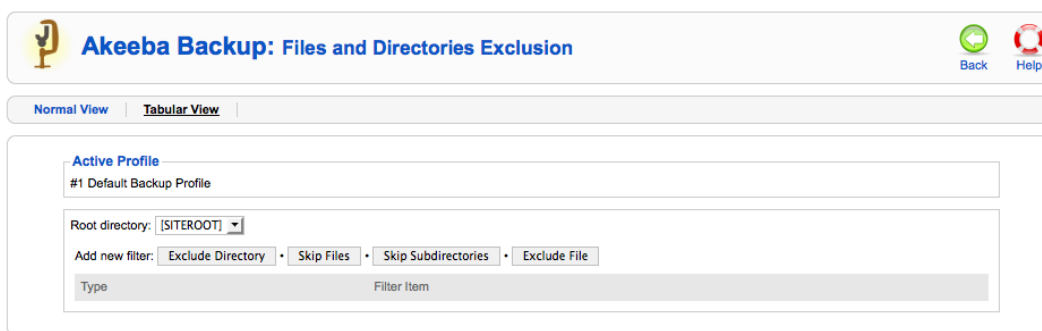 Akeeba Backup: Files and Directories Exclusion
Back
Help
Normal View
Tabular View
Active Profile
#1 Default Backup Profile
Root directory: [SITEROOT]
Add new filter: Exclude Directory • Skip Files • Skip Subdirectories • Exclude File
Type Filter Item